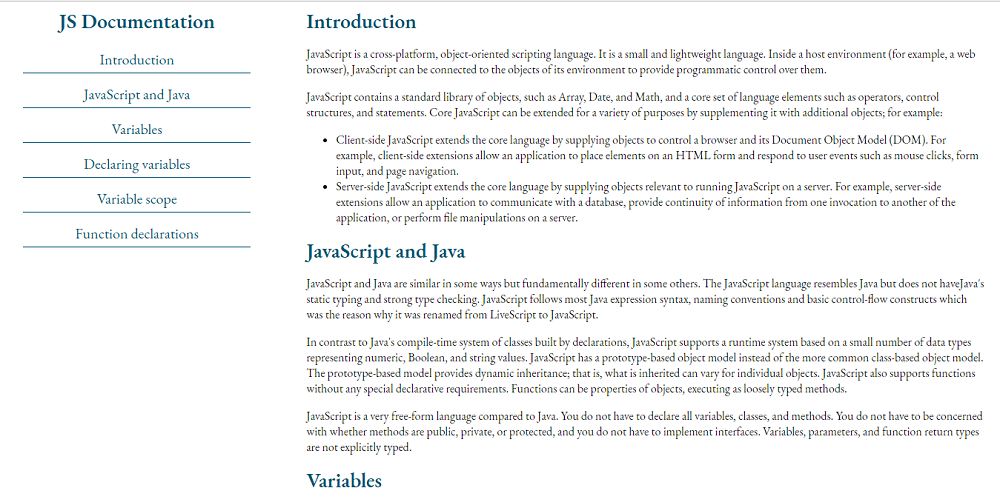 JS Documentation
Introduction
JavaScript and Java
Variables
Declaring variables
Variable scope
Function declarations
Introduction
JavaScript is a cross-platform, object-oriented scripting language. It is a small and lightweight language. Inside a host environment (for example, a web
browser), JavaScript can be connected to the objects of its environment to provide programmatic control over them.
JavaScript contains a standard library of objects, such as Array, Date, and Math, and a core set of language elements such as operators, control
structures, and statements. Core JavaScript can be extended for a variety of purposes by supplementing it with additional objects; for example:
• Client-side JavaScript extends the core language by supplying objects to control a browser and its Document Object Model (DOM). For
example, client-side extensions allow an application to place elements on an HTML form and respond to user events such as mouse clicks, form
input, and page navigation.
• Server-side JavaScript extends the core language by supplying objects relevant to running JavaScript on a server. For example, server-side
extensions allow an application to communicate with a database, provide continuity of information from one invocation to another of the
application, or perform file manipulations on a server.
JavaScript and Java
JavaScript and Java are similar in some ways but fundamentally different in some others. The JavaScript language resembles Java but does not haveJava's
static typing and strong type checking. JavaScript follows most Java expression syntax, naming conventions and basic control-flow constructs which
was the reason why it was renamed from LiveScript to JavaScript.
In contrast to Java's compile-time system of classes built by declarations, JavaScript supports a runtime system based on a small number of data types
representing numeric, Boolean, and string values. JavaScript has a prototype-based object model instead of the more common class-based object model.
The prototype-based model provides dynamic inheritance; that is, what is inherited can vary for individual objects. JavaScript also supports functions
without any special declarative requirements. Functions can be properties of objects, executing as loosely typed methods.
JavaScript is a very free-form language compared to Java. You do not have to declare all variables, classes, and methods. You do not have to be concerned
with whether methods are public, private, or protected, and you do not have to implement interfaces. Variables, parameters, and function return types
are not explicitly typed.
Variables